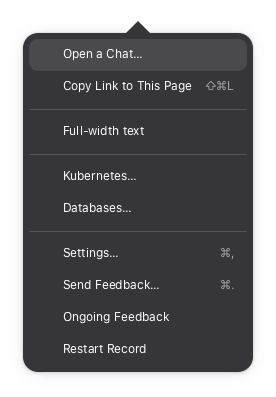 Open a Chat...
Copy Link to This Page ⇧⌘L
Full-width text
Kubernetes...
Databases...
Settings... ⌘,
Send Feedback... ⌘.
Ongoing Feedback
Restart Record